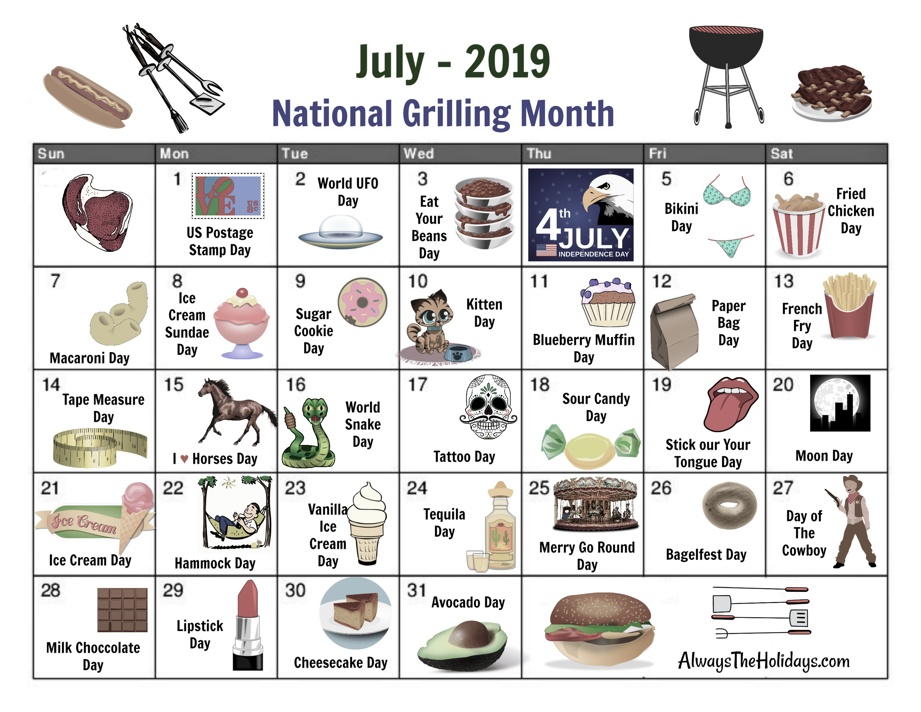 July - 2019
National Grilling Month
Sun Mon Tue Wed Thu Fri Sat
1
LOVE
US
US Postage
Stamp Day
2
World UFO
Day
3
Eat
Your
Beans
Day
4th
JULY
INDEPENDENCE DAY
5
Bikini
Day
6
Fried
Chicken
Day
7
Macaroni Day
8
Ice
Cream
Sundae
Day
9
Sugar
Cookie
Day
10
Kitten
Day
11
Blueberry Muffin
Day
12
Paper
Bag
Day
13
French
Fry
Day
14
Tape Measure
Day
15
I ♥ Horses Day
16
World
Snake
Day
17
Tattoo Day
18
Sour Candy
Day
19
Stick our Your
Tongue Day
20
Moon Day
21
Ice Cream
Ice Cream Day
22
Hammock Day
23
Vanilla
Ice
Cream
Day
24
Tequila
Day
25
Merry Go Round
Day
26
Bagelfest Day
27
Day of
The
Cowboy
28
Milk Choccolate
Day
29
Lipstick
Day
30
Cheesecake Day
31
Avocado Day
AlwaysTheHolidays.com